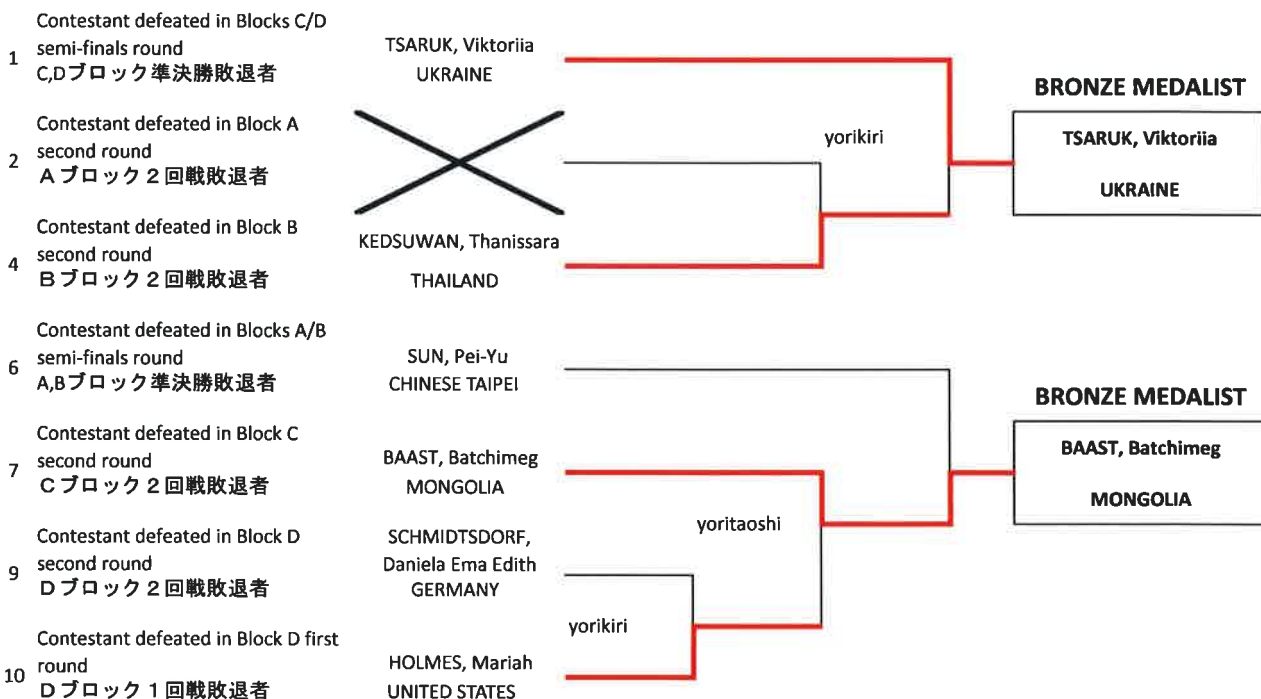 Contestant defeated in Blocks C/D
1
semi-finals round
C,Dブロック準決勝敗退者
TSARUK, Viktoriia
UKRAINE
Contestant defeated in Block A
2
second round
Aブロック2回戦敗退者
Contestant defeated in Block B
4
second round
Bブロック2回戦敗退者
KEDSUWAN, Thanissara
THAILAND
yorikiri
BRONZE MEDALIST
TSARUK, Viktoriia
UKRAINE
Contestant defeated in Blocks A/B
6
semi-finals round
A,Bブロック準決勝敗退者
SUN, Pei-Yu
CHINESE TAIPEI
Contestant defeated in Block C
7
second round
Cブロック2回戦敗退者
BAAST, Batchimeg
MONGOLIA
Contestant defeated in Block D
9
second round
Dブロック2回戦敗退者
SCHMIDTSDORF,
Daniela Ema Edith
GERMANY
Contestant defeated in Block D first
10
round
Dブロック1回戦敗退者
HOLMES, Mariah
UNITED STATES
yorikiri
yoritaoshi
BRONZE MEDALIST
BAAST, Batchimeg
MONGOLIA